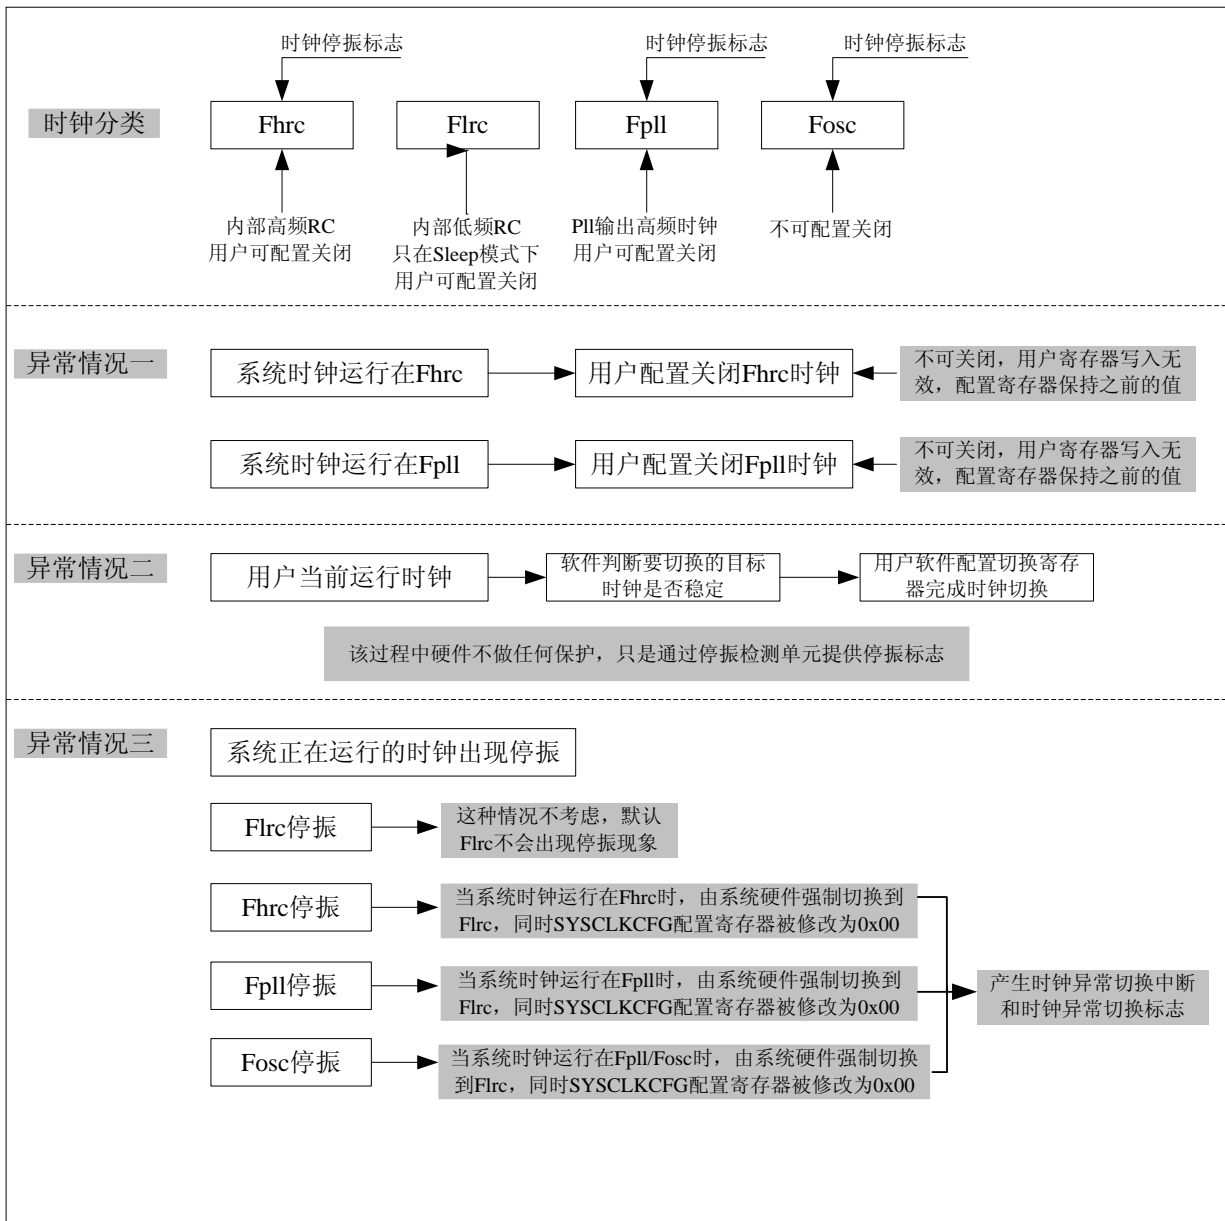 时钟停振标志
时钟停振标志
时钟停振标志
时钟分类
Fhrc
Flrc
Fpll
Fosc
内部高频RC
用户可配置关闭
内部低频RC
只在Sleep模式下
用户可配置关闭
Pll输出高频时钟
用户可配置关闭
不可配置关闭
异常情况一
系统时钟运行在Fhrc
用户配置关闭Fhrc时钟
不可关闭，用户寄存器写入无
效，配置寄存器保持之前的值
系统时钟运行在Fpll
用户配置关闭Fpll时钟
不可关闭，用户寄存器写入无
效，配置寄存器保持之前的值
异常情况二
用户当前运行时钟
软件判断要切换的目标
时钟是否稳定
用户软件配置切换寄存
器完成时钟切换
该过程中硬件不做任何保护，只是通过停振检测单元提供停振标志
异常情况三
系统正在运行的时钟出现停振
Flrc停振
这种情况不考虑，默认
Flrc不会出现停振现象
Fhrc停振
当系统时钟运行在Fhrc时，由系统硬件强制切换到
Flrc，同时SYSCLKCFG配置寄存器被修改为0x00
Fpll停振
当系统时钟运行在Fpll时，由系统硬件强制切换到
Flrc，同时SYSCLKCFG配置寄存器被修改为0x00
产生时钟异常切换中断
和时钟异常切换标志
Fosc停振
当系统时钟运行在Fpll/Fosc时，由系统硬件强制切换
到Flrc，同时SYSCLKCFG配置寄存器被修改为0x00